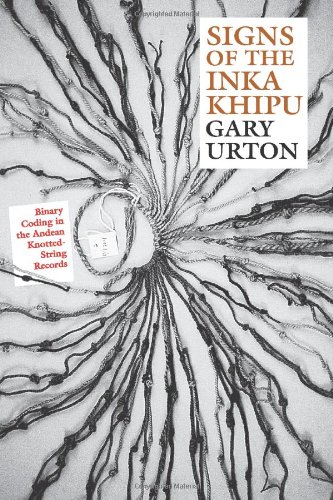 SIGNS
OF THE
INKA
KHIPU
GARY
URTON
Binary
Coding in
the Andean
Knotted-
String
Records